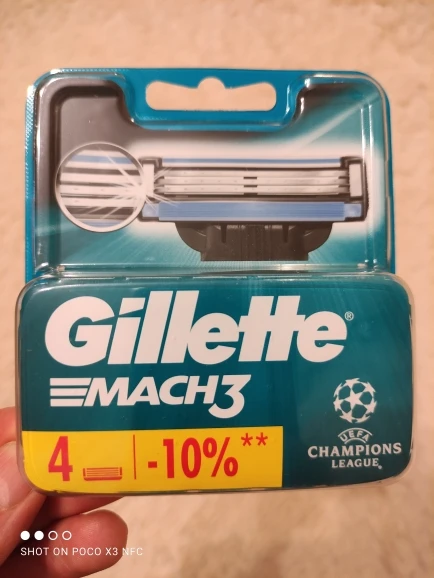 Gillette®
MACH3
4 -10%**
UEFA
CHAMPIONS
LEAGUE®
SHOT ON POCO X3 NFC